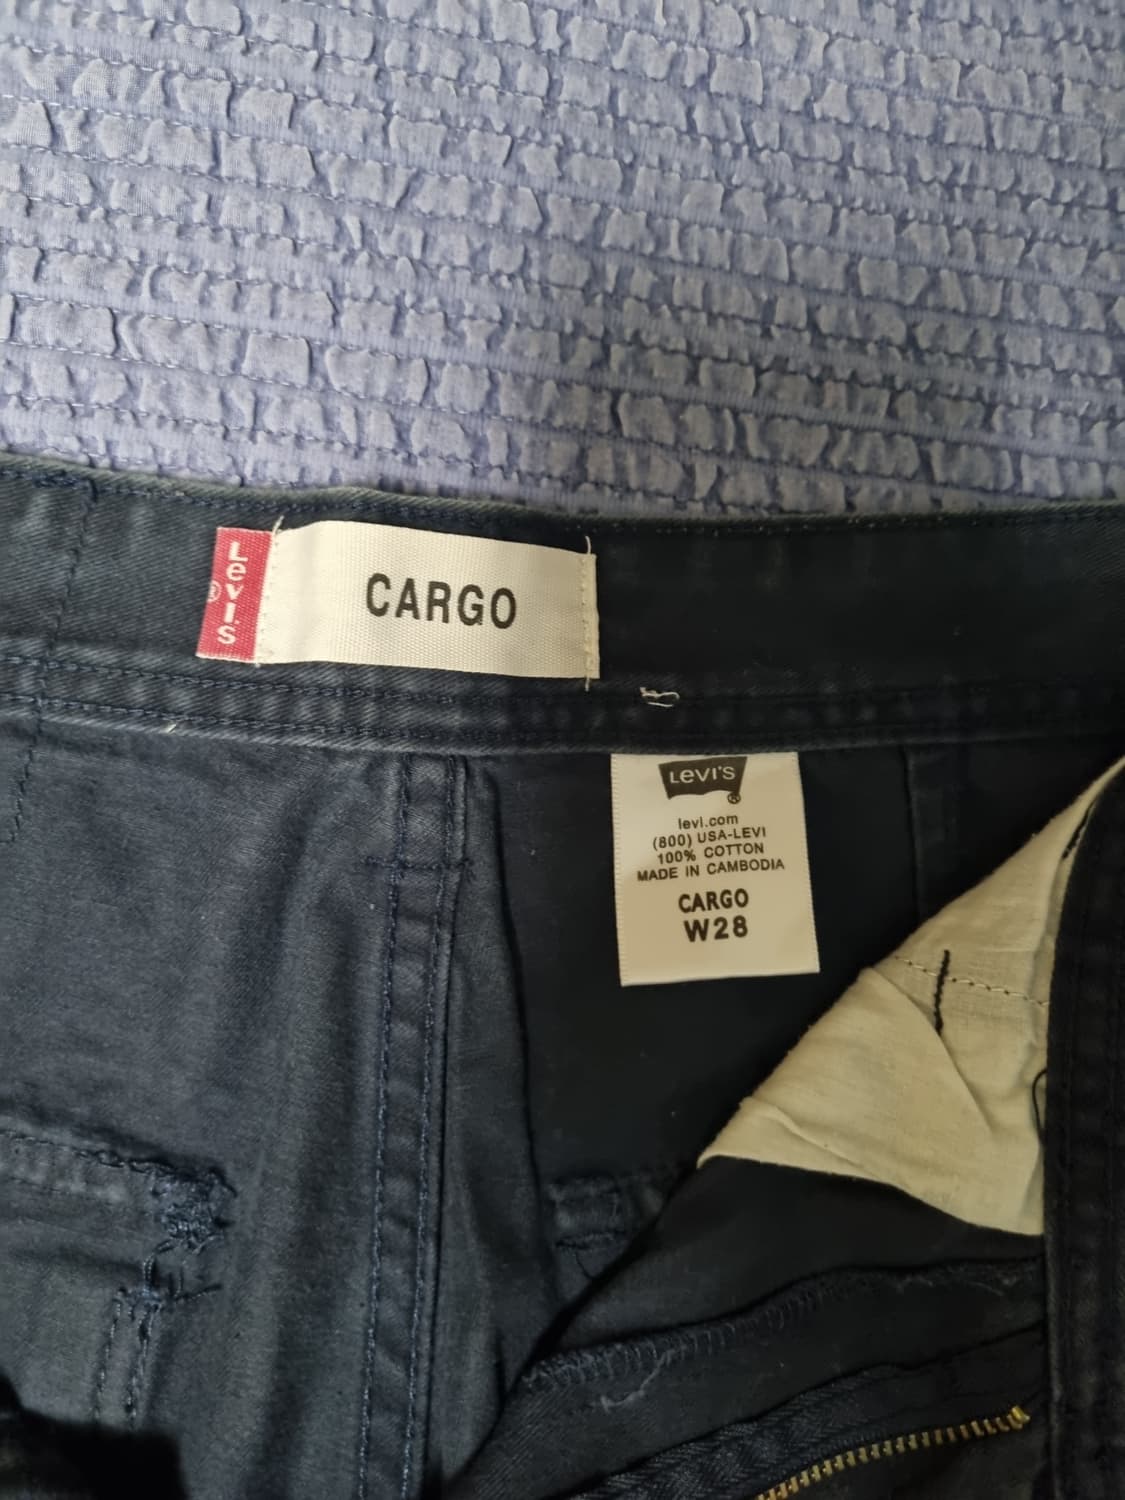 Levi's
®
CARGO
LEVI'S
®
levi.com
(800) USA-LEVI
100% COTTON
MADE IN CAMBODIA
CARGO
W28